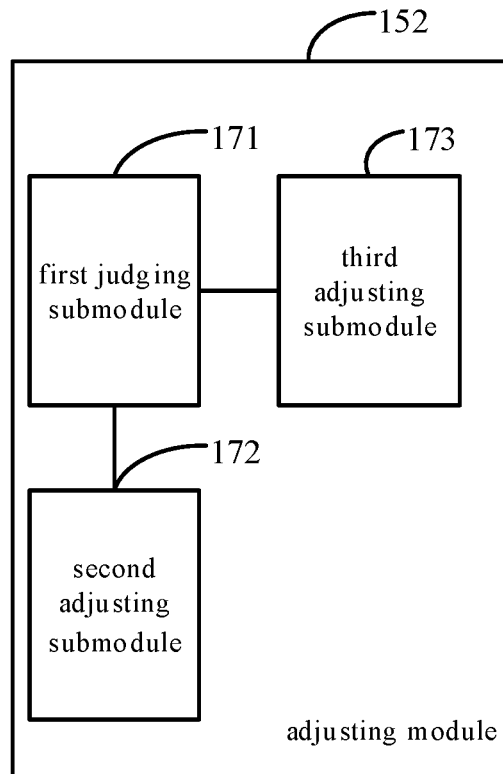 152
171
173
first judging
submodule
third
adjusting
submodule
172
second
adjusting
submodule
adjusting module